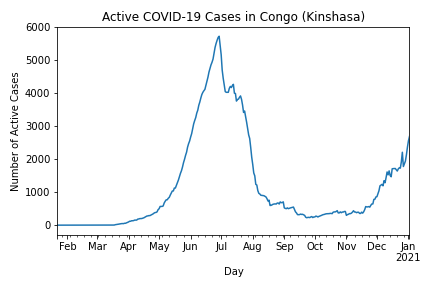 Active COVID-19 Cases in Congo (Kinshasa)
Number of Active Cases
6000
5000
4000
3000
2000
1000
0
Feb Mar Apr May Jun Jul Aug Sep Oct Nov Dec Jan
2021
Day